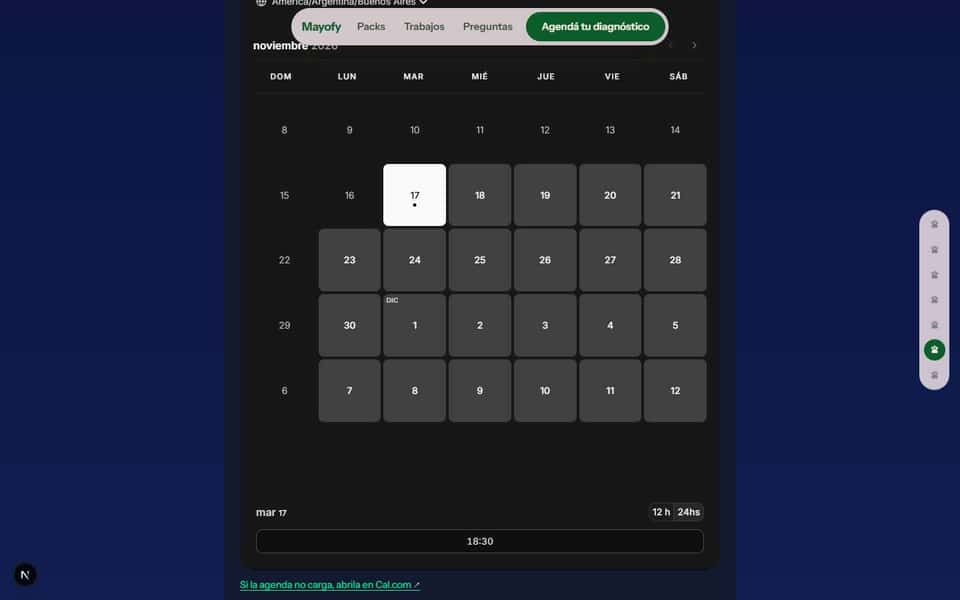 America/Argentina/Buenos Aires
Mayofy Packs Trabajos Preguntas Agendá tu diagnóstico
noviembre 2026
DOM LUN MAR MIÉ JUE VIE SÁB
8 9 10 11 12 13 14
15 16 17 18 19 20 21
22 23 24 25 26 27 28
DIC
29 30 1 2 3 4 5
6 7 8 9 10 11 12
mar 17 12 h 24hs
18:30
N
Si la agenda no carga, abrila en Cal.com ↗